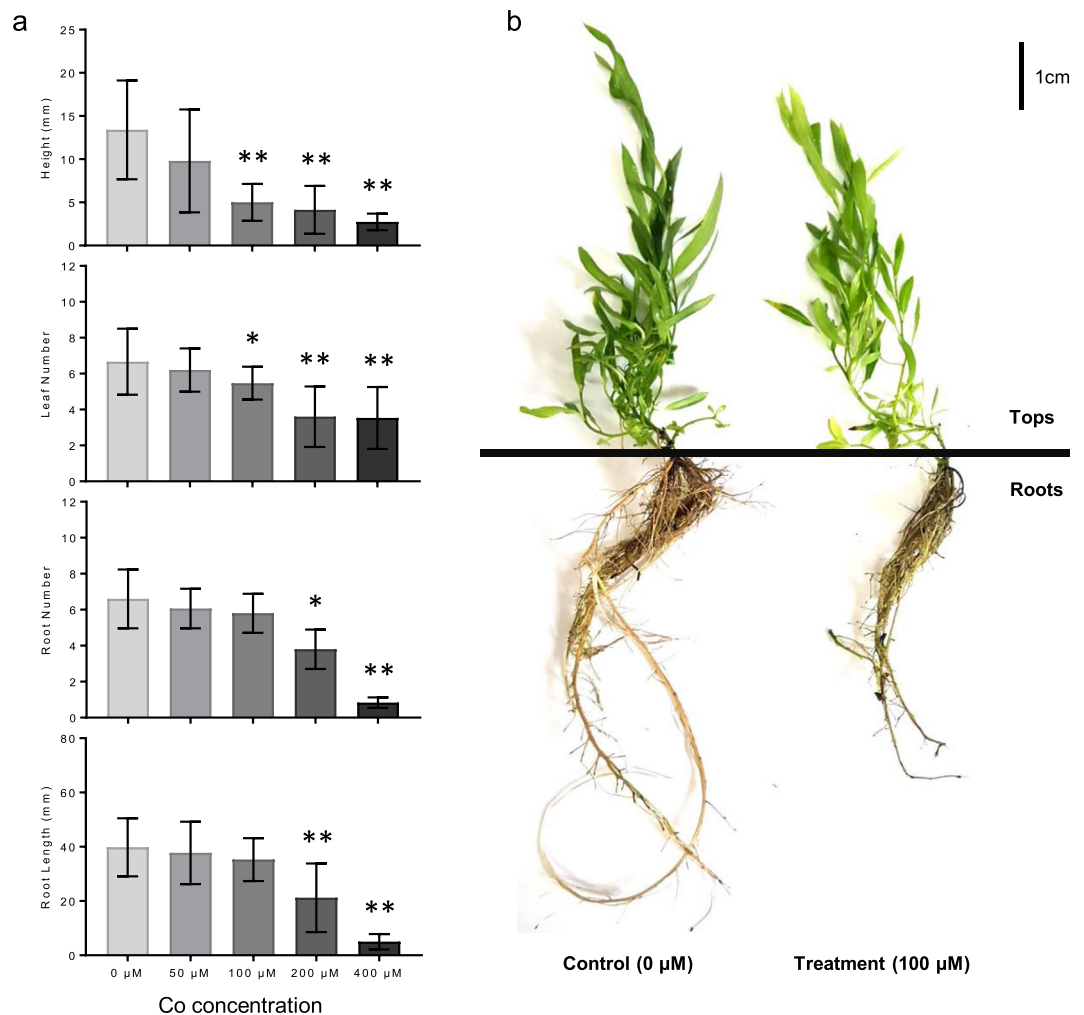 a
25
20
15
10
5
0
Height (mm)
**
**
**
12
10
8
6
4
2
0
Leaf Number
*
**
**
12
10
8
6
4
2
0
Root Number
*
**
80
60
40
20
0
Root Length (mm)
**
**
0 µM 50 µM 100 µM 200 µM 400 µM
Co concentration
b
1cm
Tops
Roots
Control (0 µM) Treatment (100 µM)